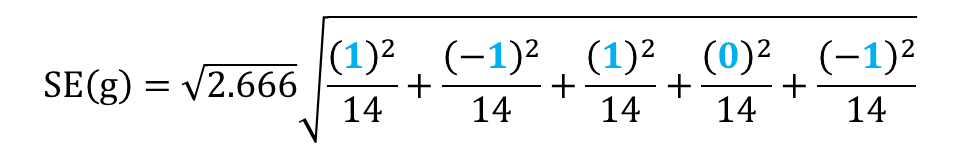 SE(g) = √2.666 √((1)²/14 + (−1)²/14 + (1)²/14 + (0)²/14 + (−1)²/14)